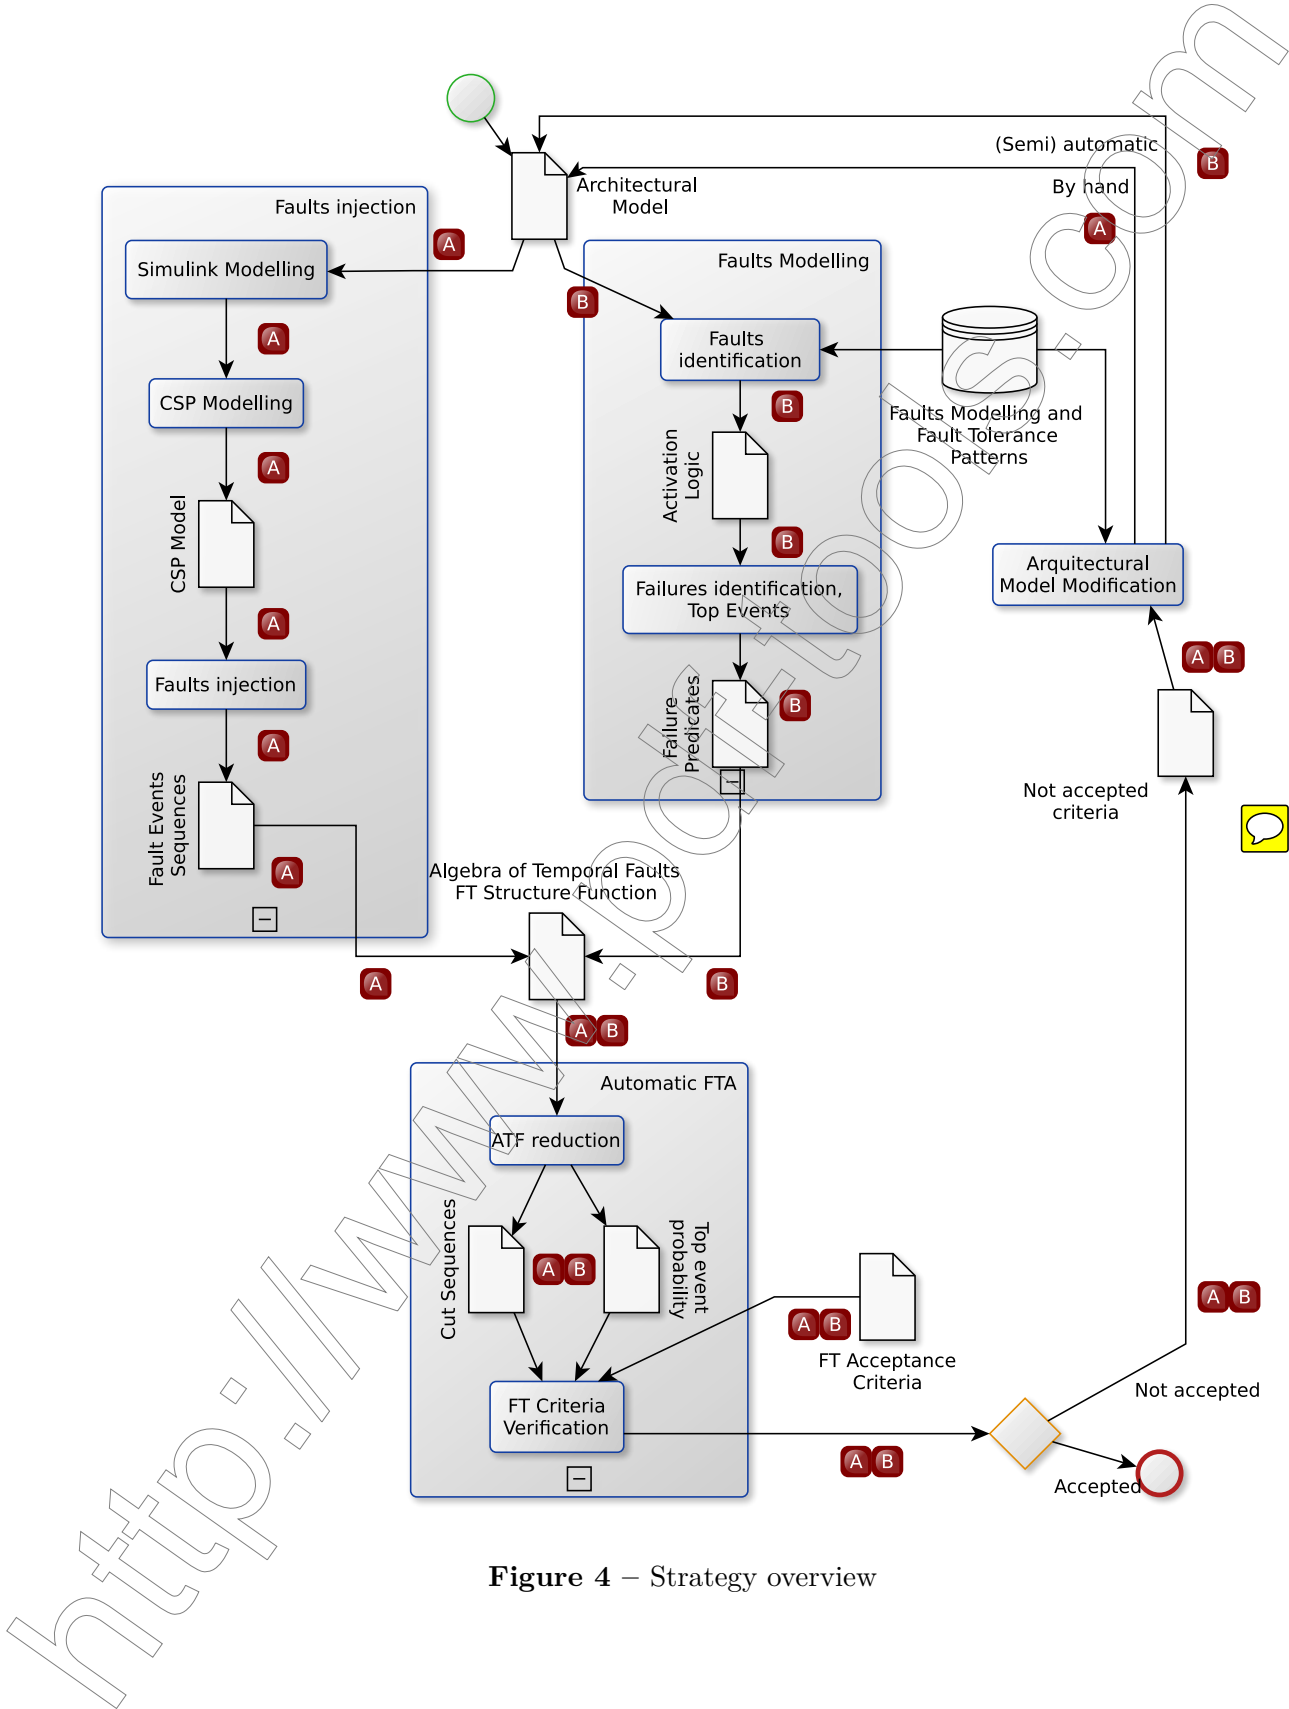 (Semi) automatic
B
By hand
A
Architectural
Model
Faults injection
A
Simulink Modelling
A
CSP Modelling
A
CSP Model
A
Faults injection
A
Fault Events
Sequences
A
A
Faults Modelling
B
Faults
identification
B
Activation
Logic
B
Failures identification,
Top Events
Failure
Predicates
B
B
Faults Modelling and
Fault Tolerance
Patterns
Arquitectural
Model Modification
A B
Not accepted
criteria
Algebra of Temporal Faults
FT Structure Function
A B
Automatic FTA
ATF reduction
Cut Sequences
A B
Top event
probability
A B
FT Acceptance
Criteria
FT Criteria
Verification
A B
A B
Not accepted
Accepted
Figure 4 – Strategy overview
http://www.pdf-tools.com